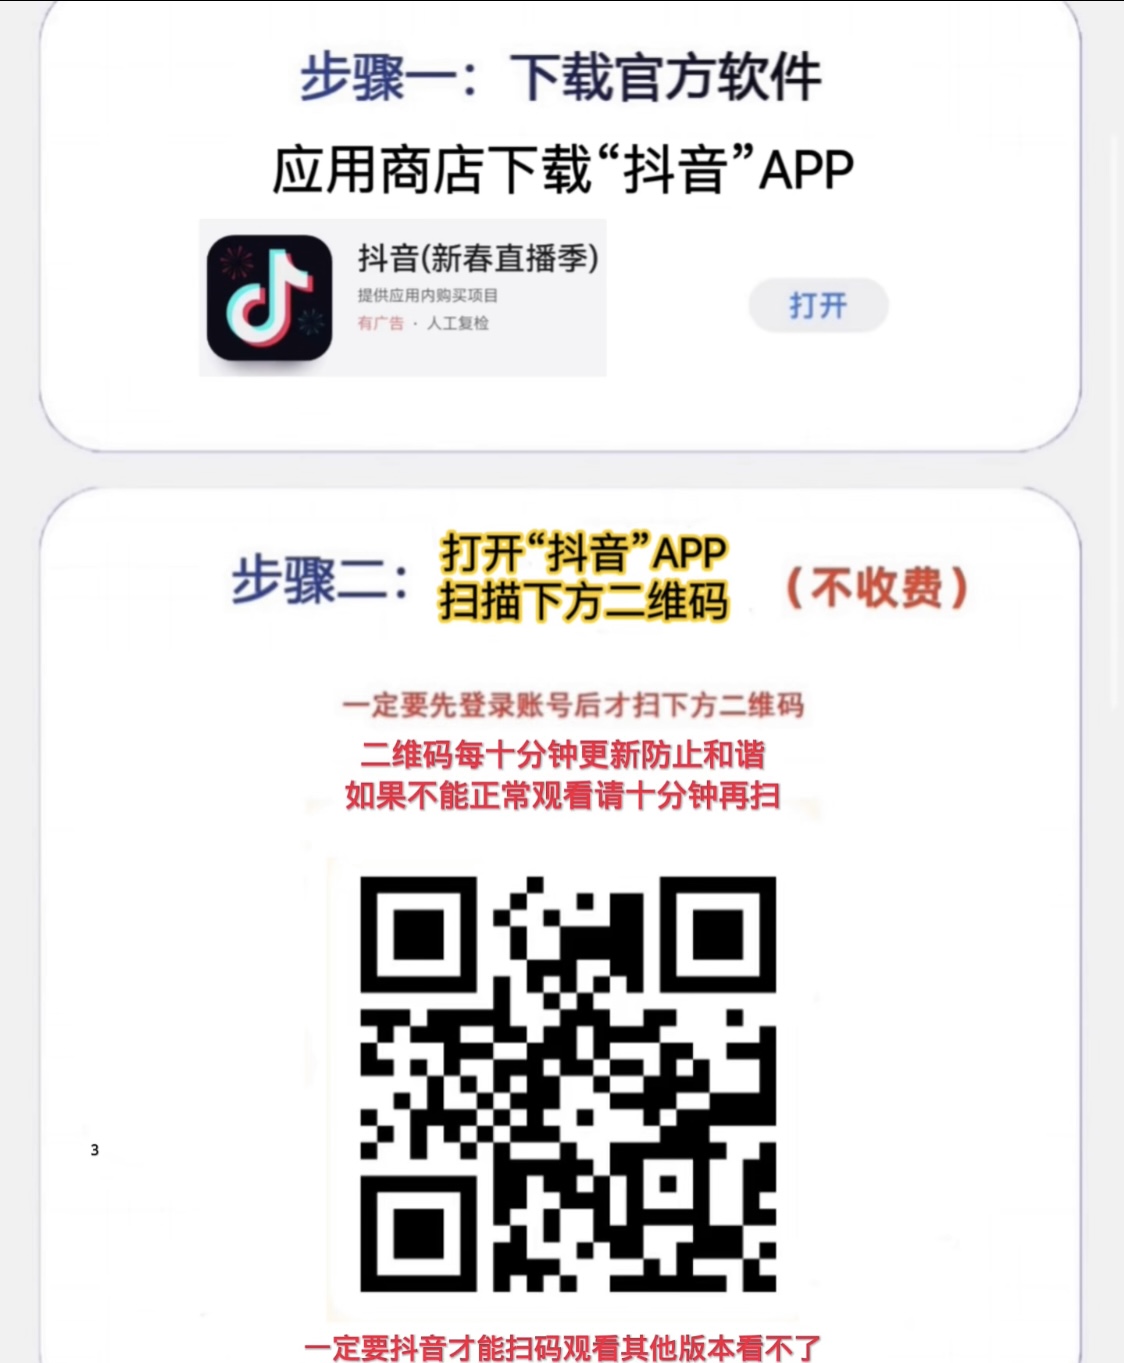 步骤一：下载官方软件
应用商店下载“抖音”APP
抖音(新春直播季)
提供应用内购买项目
有广告 · 人工复检
打开
步骤二：
打开“抖音”APP
扫描下方二维码
（不收费）
一定要先登录账号后才扫下方二维码
二维码每十分钟更新防止和谐
如果不能正常观看请十分钟再扫
3
一定要抖音才能扫码观看其他版本看不了